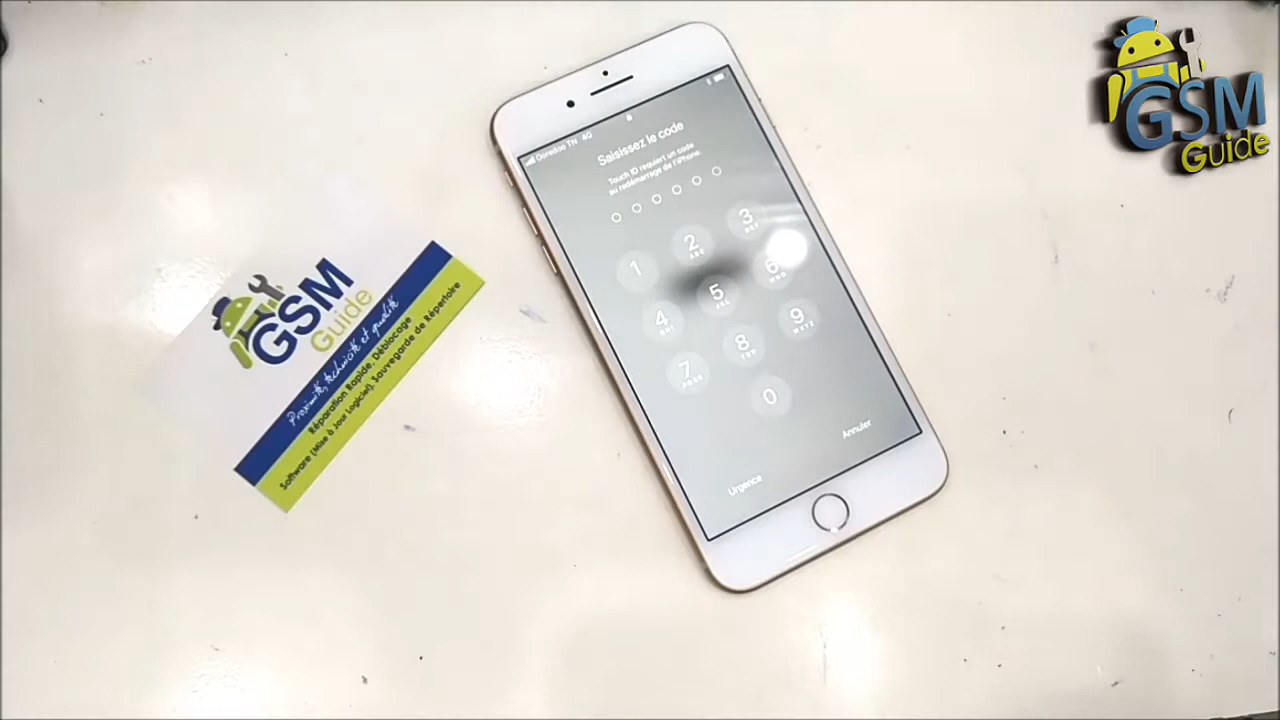 GSM
Guide
Ooredoo TN 4G
Saisissez le code
Touch ID requiert un code
au redémarrage de l'iPhone.
1
2
ABC
3
DEF
4
GHI
5
JKL
6
MNO
7
PQRS
8
TUV
9
WXYZ
0
Urgence
Annuler
GSM
Guide
Proximité, technicité et qualité
Réparation Rapide, Déblocage
Software (Mise à Jour Logiciel), Sauvegarde de Répertoire